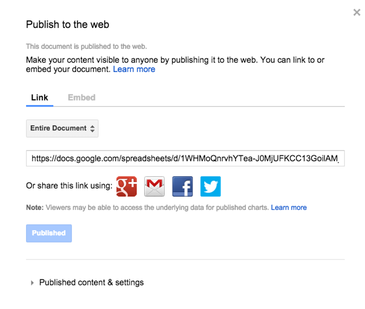 Publish to the web
This document is published to the web.
Make your content visible to anyone by publishing it to the web. You can link to or
embed your document. Learn more
Link Embed
Entire Document
https://docs.google.com/spreadsheets/d/1WHMoQnrvhYTea-J0MjUFKCC13GoilAM_
Or share this link using: g+ M f
Note: Viewers may be able to access the underlying data for published charts. Learn more
Published
Published content & settings